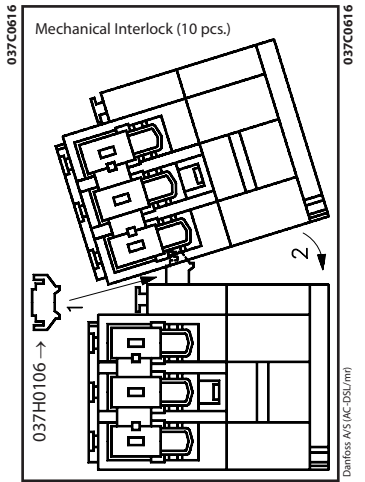 037C0616
037C0616
Mechanical Interlock (10 pcs.)
037H0106 →
1
2
Danfoss A/S (AC-DSL/mr)